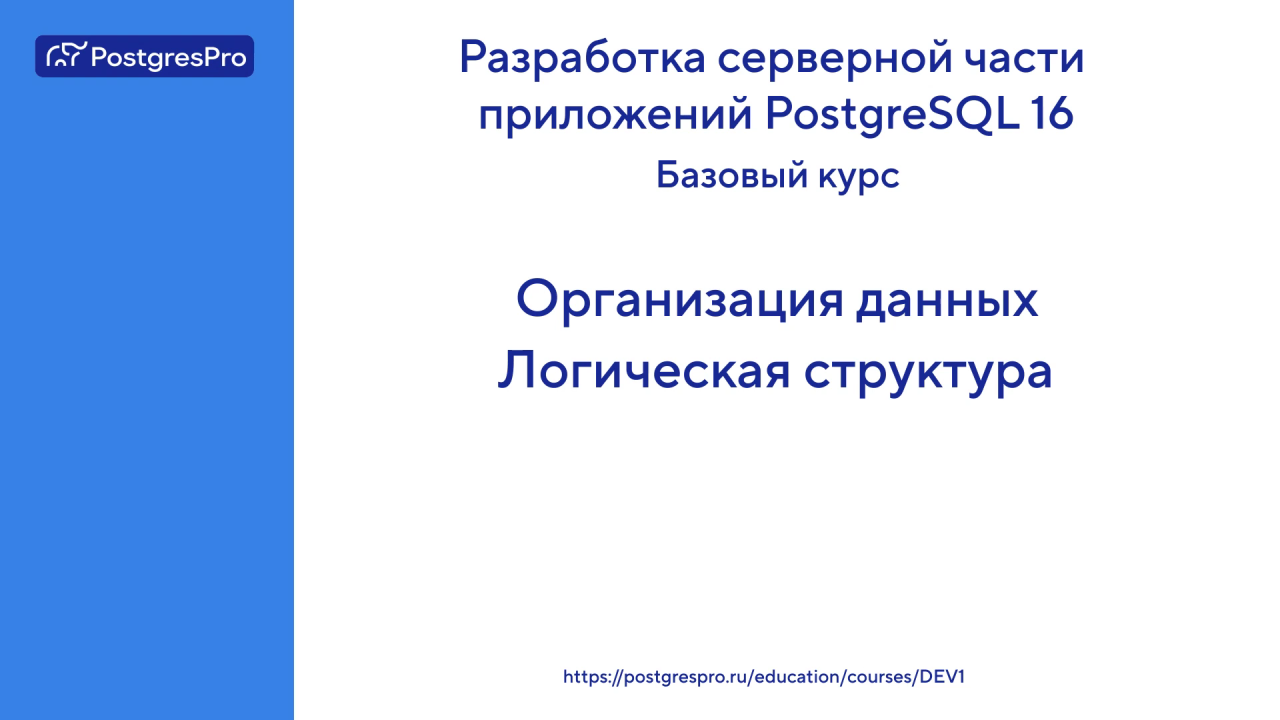 PostgresPro
Разработка серверной части
приложений PostgreSQL 16
Базовый курс
Организация данных
Логическая структура
https://postgrespro.ru/education/courses/DEV1